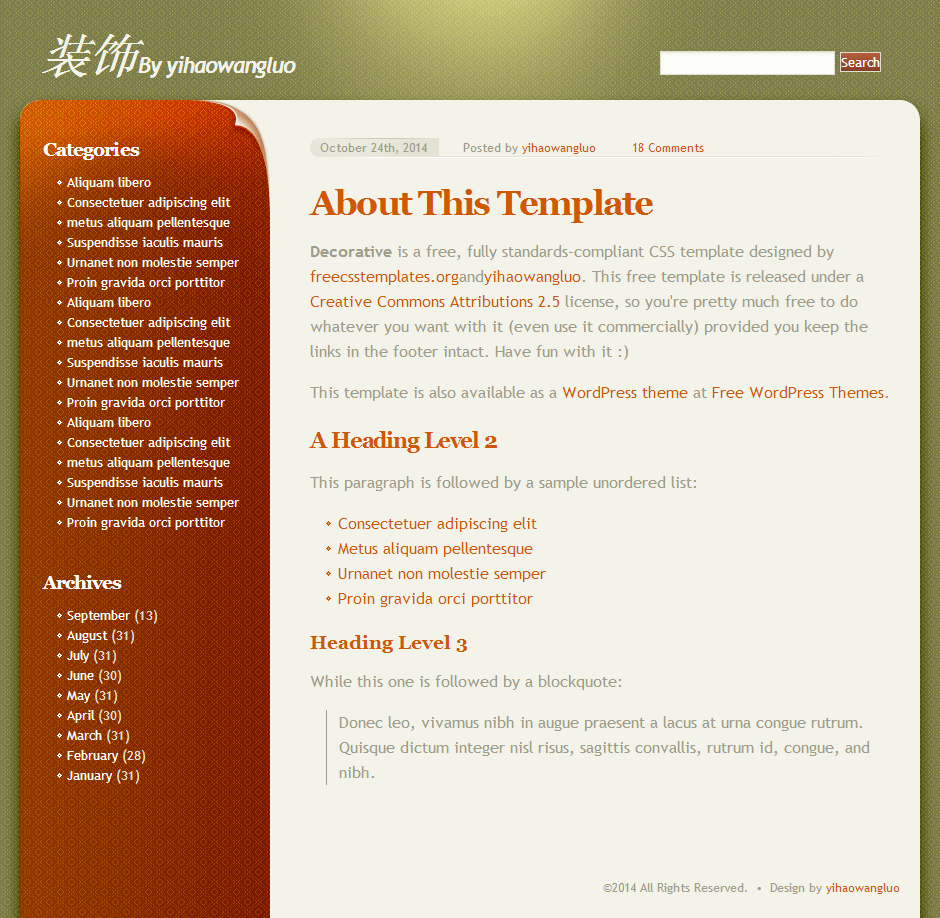 装饰By yihaowangluo
Search
Categories
Aliquam libero
Consectetuer adipiscing elit
metus aliquam pellentesque
Suspendisse iaculis mauris
Urnanet non molestie semper
Proin gravida orci porttitor
Aliquam libero
Consectetuer adipiscing elit
metus aliquam pellentesque
Suspendisse iaculis mauris
Urnanet non molestie semper
Proin gravida orci porttitor
Aliquam libero
Consectetuer adipiscing elit
metus aliquam pellentesque
Suspendisse iaculis mauris
Urnanet non molestie semper
Proin gravida orci porttitor
Archives
September (13)
August (31)
July (31)
June (30)
May (31)
April (30)
March (31)
February (28)
January (31)
October 24th, 2014 Posted by yihaowangluo 18 Comments
About This Template
Decorative is a free, fully standards-compliant CSS template designed by
freecsstemplates.organdyihaowangluo. This free template is released under a
Creative Commons Attributions 2.5 license, so you're pretty much free to do
whatever you want with it (even use it commercially) provided you keep the
links in the footer intact. Have fun with it :)
This template is also available as a WordPress theme at Free WordPress Themes.
A Heading Level 2
This paragraph is followed by a sample unordered list:
Consectetuer adipiscing elit
Metus aliquam pellentesque
Urnanet non molestie semper
Proin gravida orci porttitor
Heading Level 3
While this one is followed by a blockquote:
Donec leo, vivamus nibh in augue praesent a lacus at urna congue rutrum.
Quisque dictum integer nisl risus, sagittis convallis, rutrum id, congue, and
nibh.
©2014 All Rights Reserved. • Design by yihaowangluo